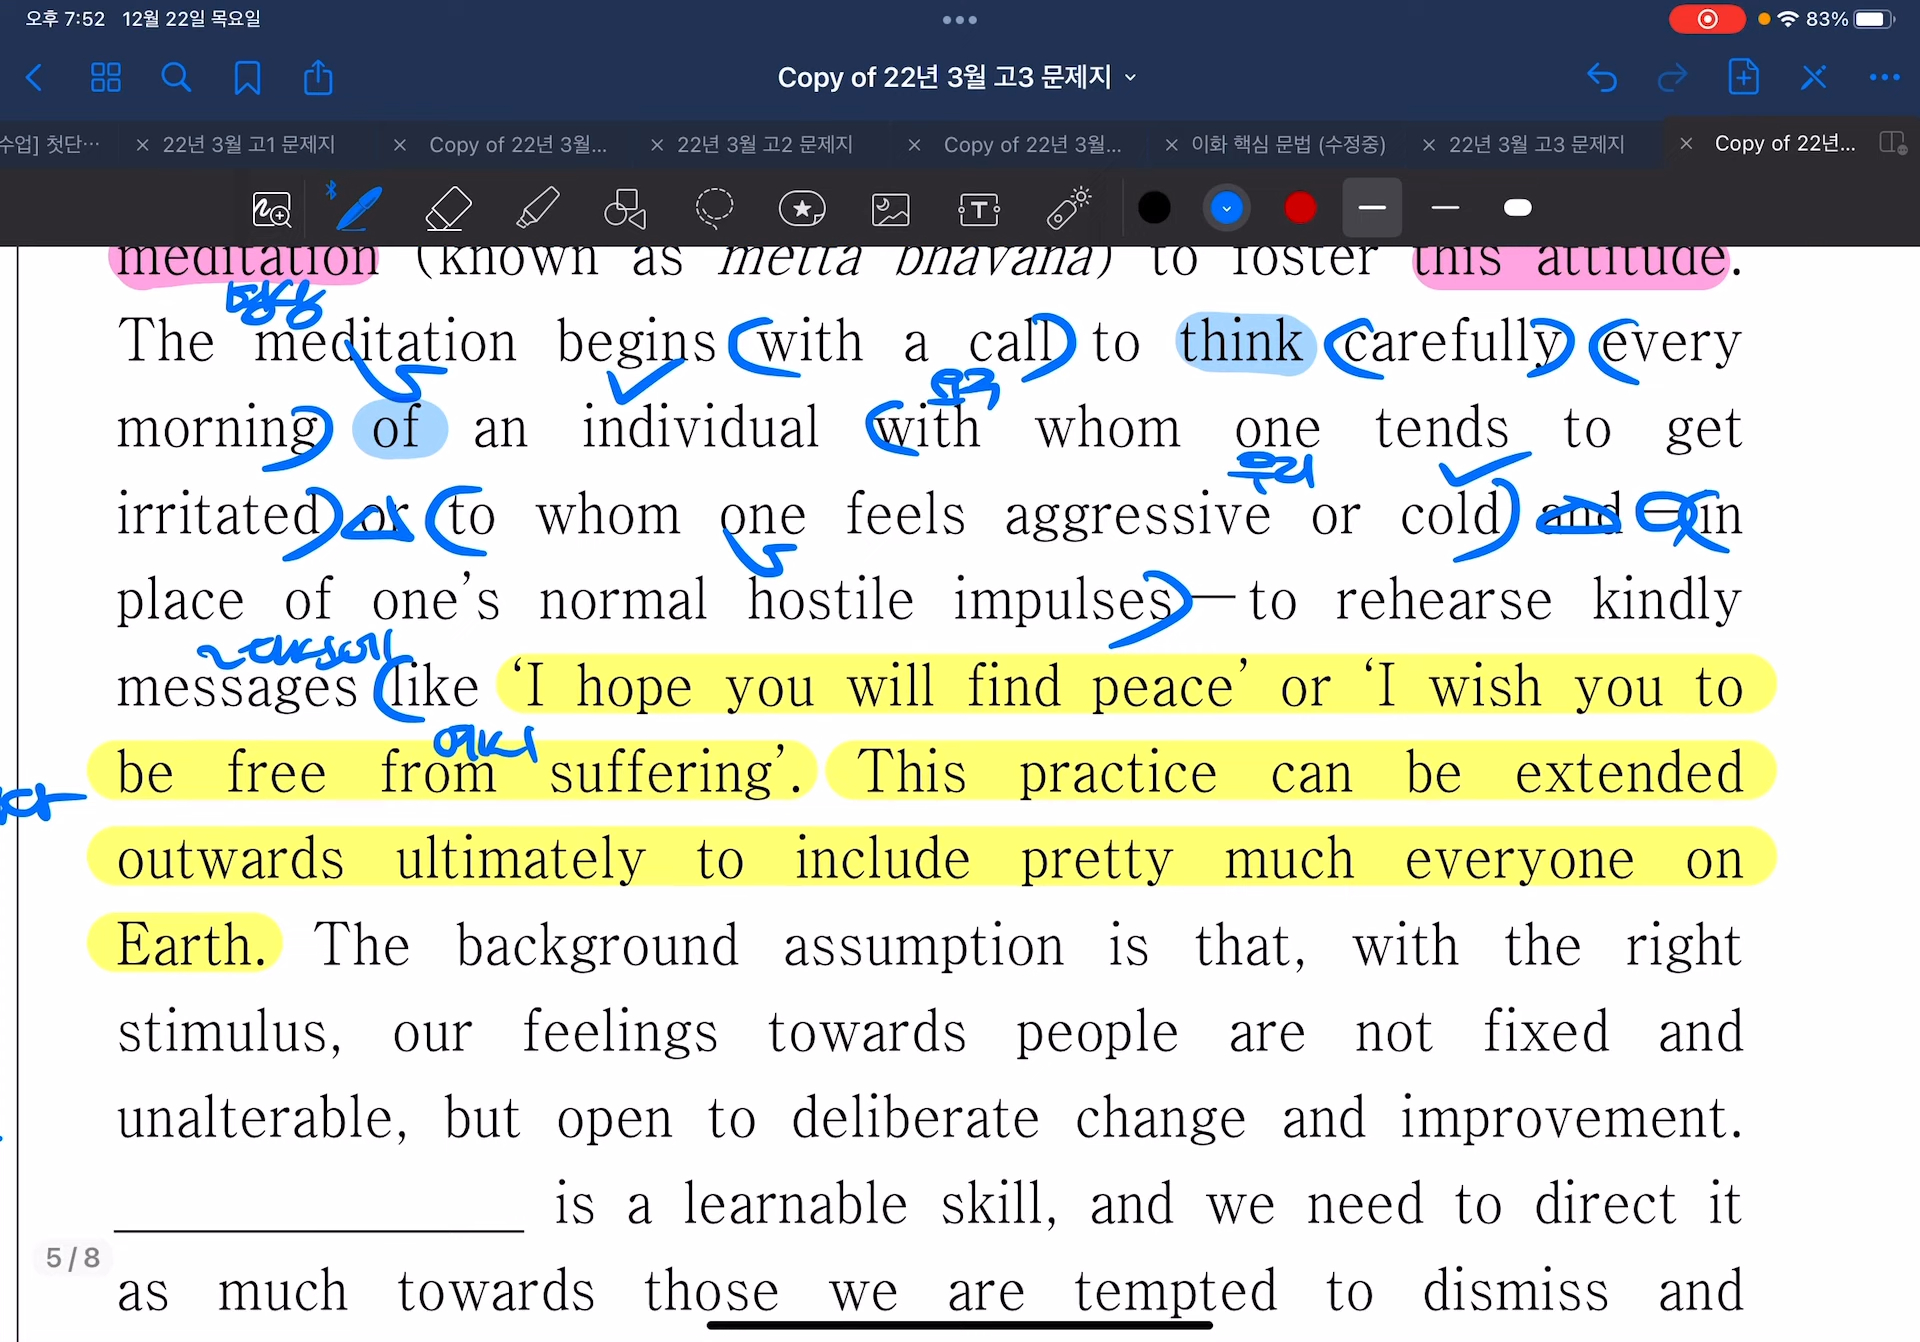 오후 7:52 12월 22일 목요일
83%
Copy of 22년 3월 고3 문제지
수업] 첫단… 22년 3월 고1 문제지 Copy of 22년 3월... 22년 3월 고2 문제지 Copy of 22년 3월... 이화 핵심 문법 (수정중) 22년 3월 고3 문제지 Copy of 22년...
meditation (known as metta bhavana) to foster this attitude.
명상
The meditation begins (with a call) to think (carefully) (every
요구
morning) of an individual (with whom one tends to get
우리
irritated) or (to whom one feels aggressive or cold) and — (in
place of one's normal hostile impulses)—to rehearse kindly
~대신에
messages (like ‘I hope you will find peace’ or ‘I wish you to
be free from suffering’. This practice can be extended
outwards ultimately to include pretty much everyone on
Earth. The background assumption is that, with the right
stimulus, our feelings towards people are not fixed and
unalterable, but open to deliberate change and improvement.
is a learnable skill, and we need to direct it
5 / 8
as much towards those we are tempted to dismiss and